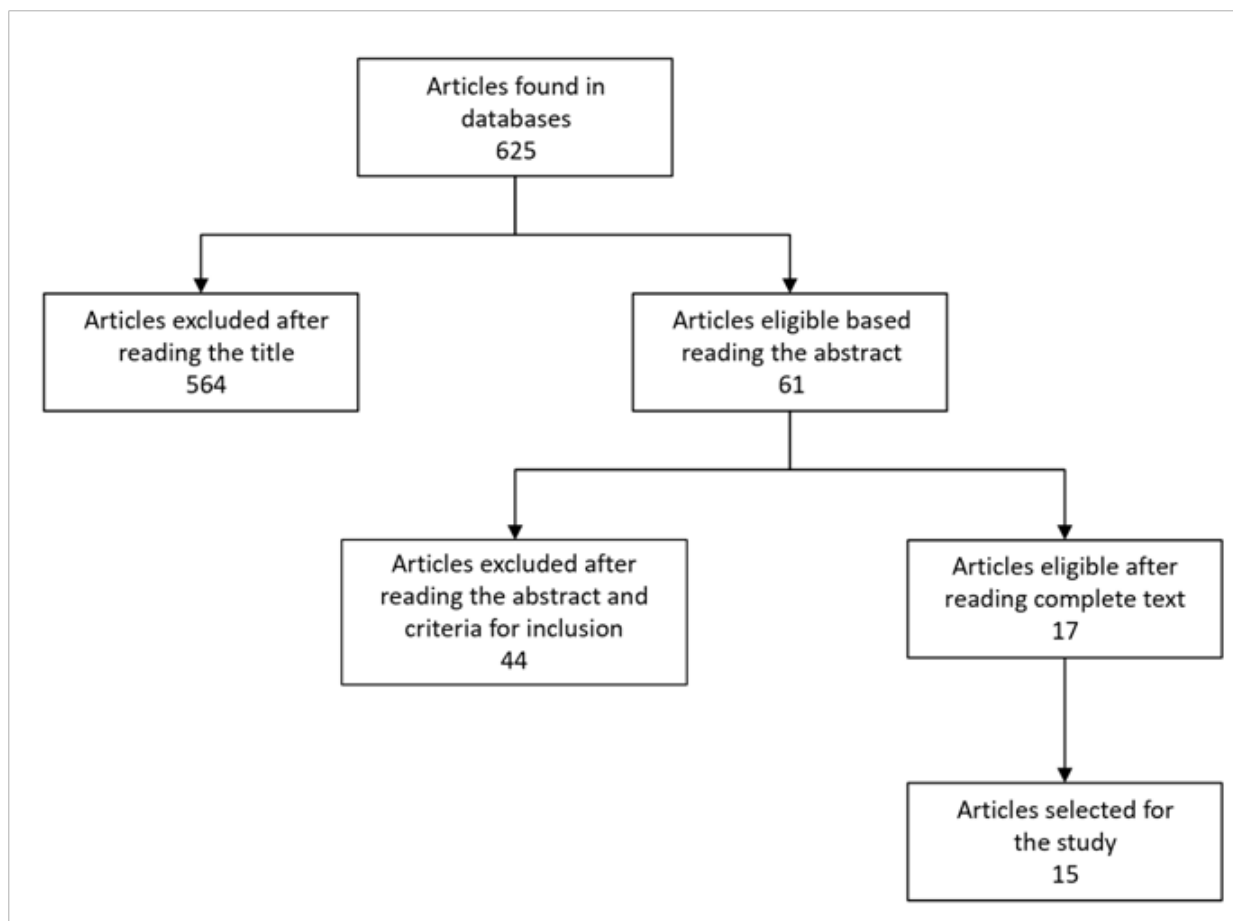 Articles found in
databases
625
Articles excluded after
reading the title
564
Articles eligible based
reading the abstract
61
Articles excluded after
reading the abstract and
criteria for inclusion
44
Articles eligible after
reading complete text
17
Articles selected for
the study
15